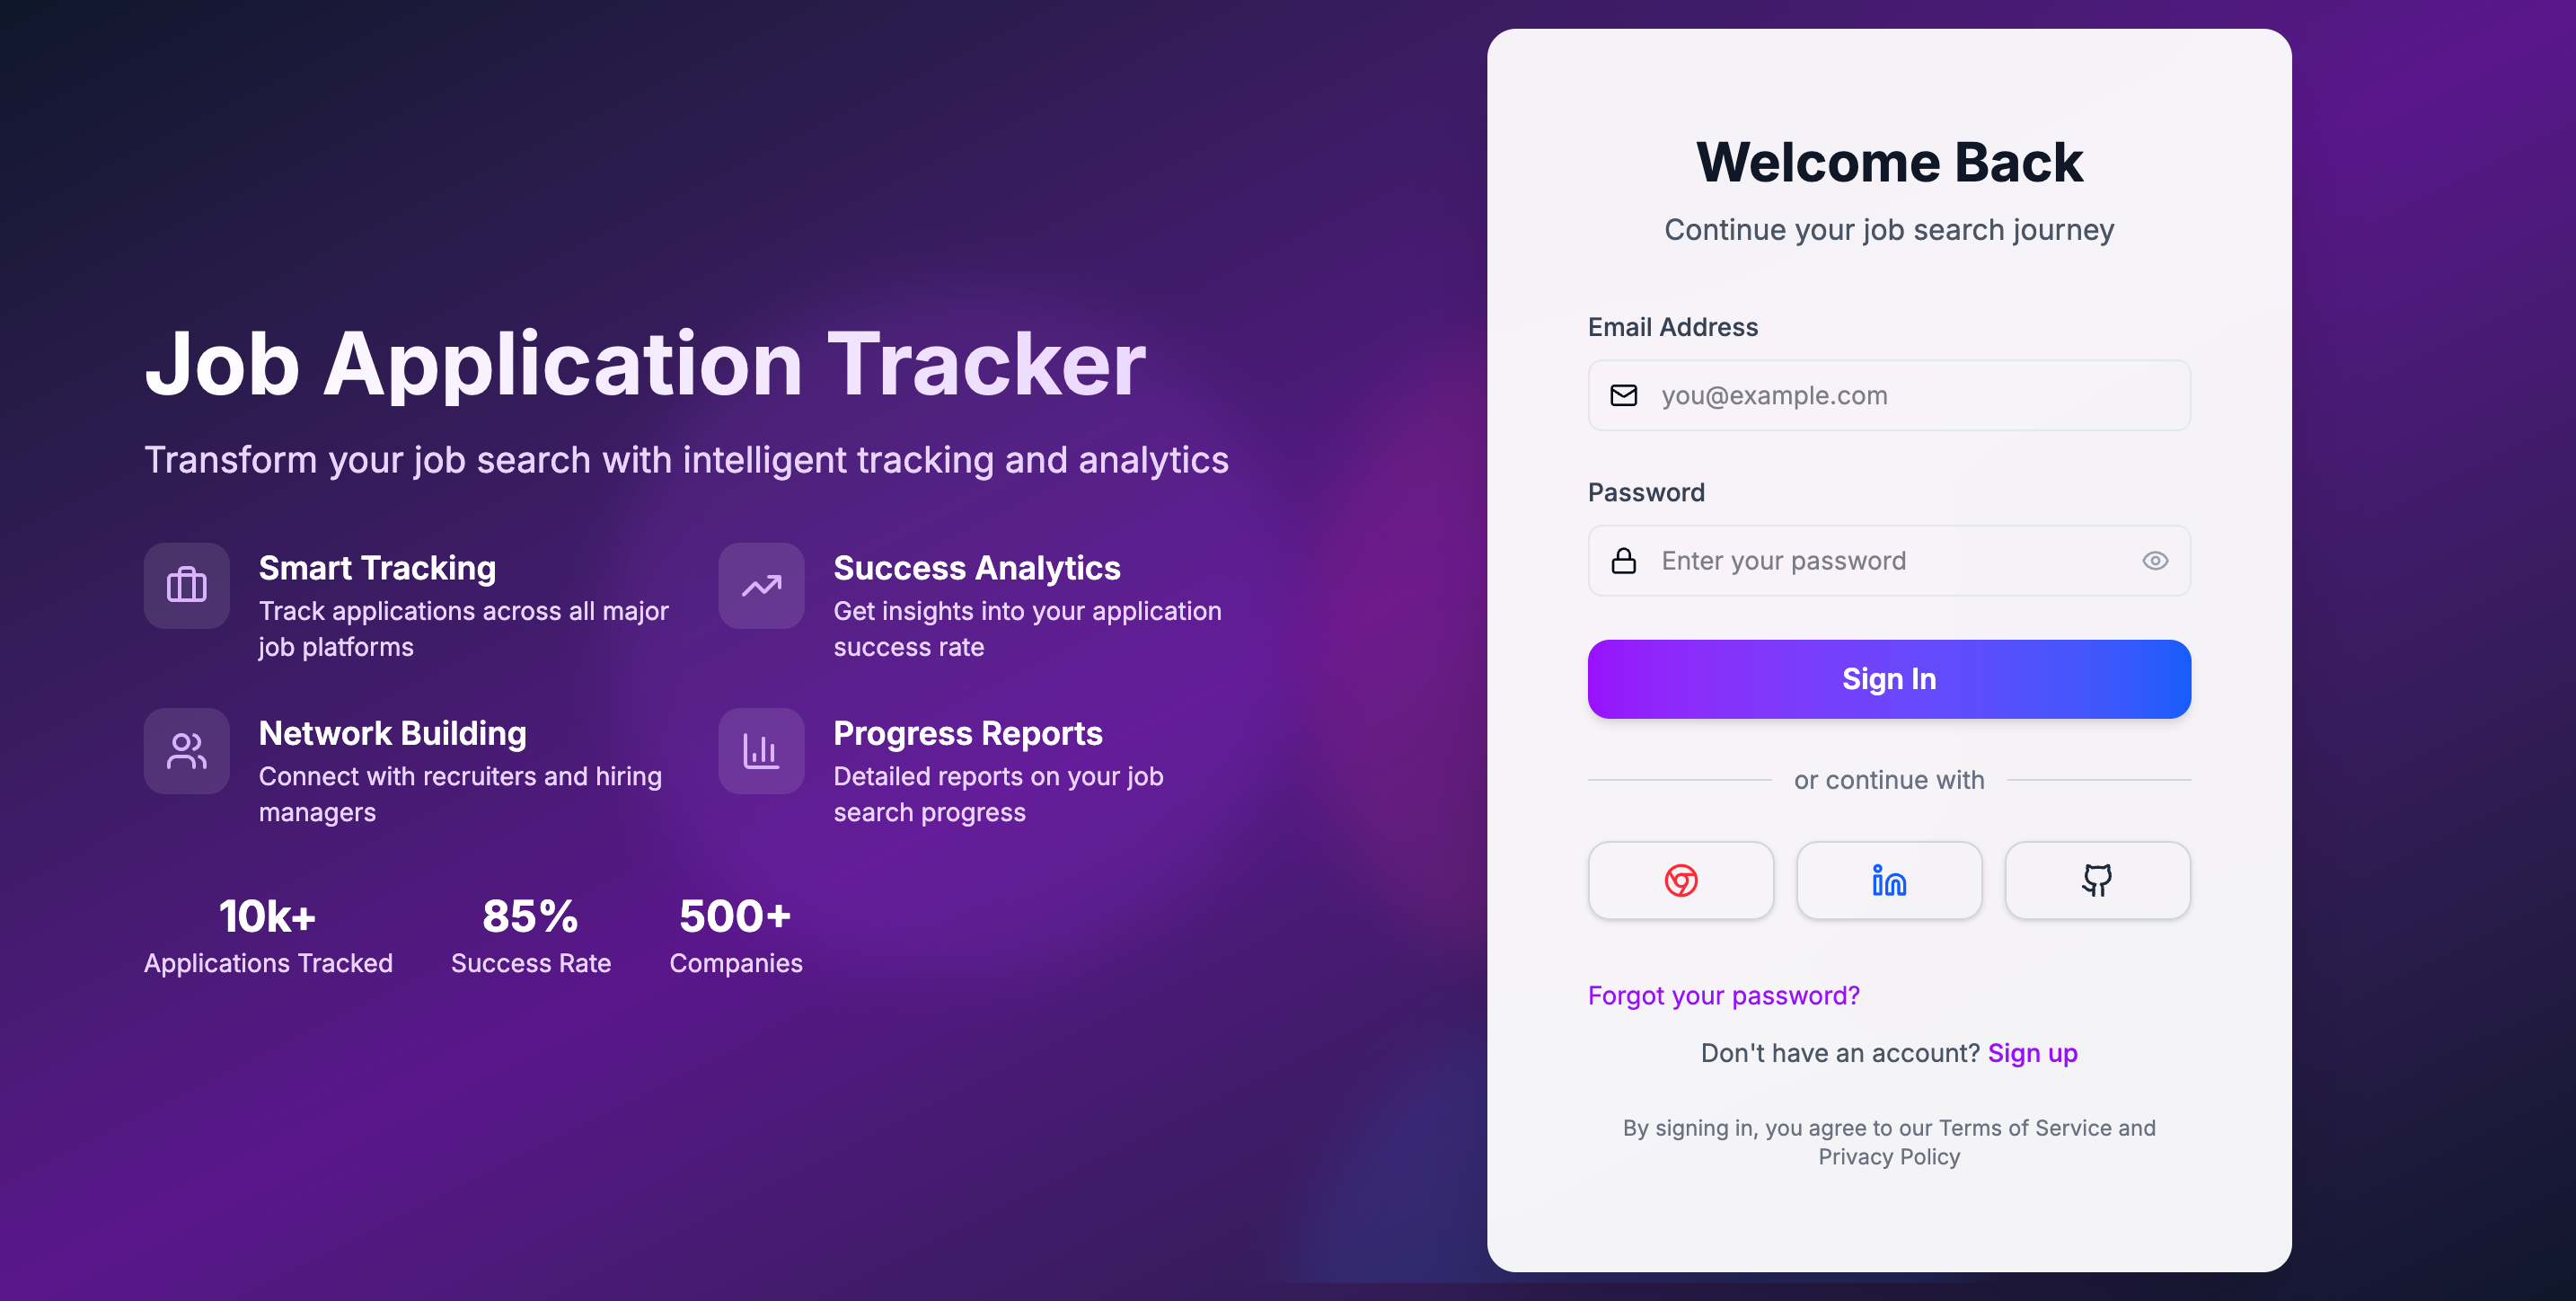 Job Application Tracker
Transform your job search with intelligent tracking and analytics
Smart Tracking
Track applications across all major
job platforms
Success Analytics
Get insights into your application
success rate
Network Building
Connect with recruiters and hiring
managers
Progress Reports
Detailed reports on your job
search progress
10k+
Applications Tracked
85%
Success Rate
500+
Companies
Welcome Back
Continue your job search journey
Email Address
you@example.com
Password
Enter your password
Sign In
or continue with
in
Forgot your password?
Don't have an account? Sign up
By signing in, you agree to our Terms of Service and
Privacy Policy